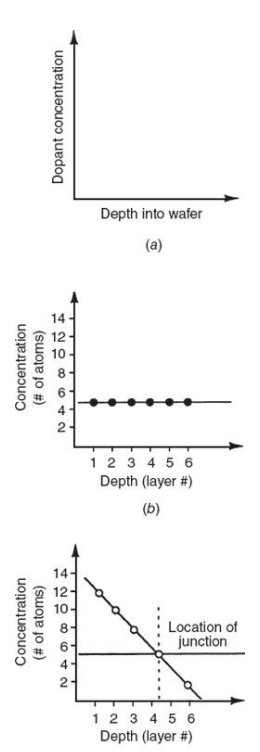 Dopant concentration
Depth into wafer
(a)
Concentration
(# of atoms)
14
12
10
8
6
4
2
1 2 3 4 5 6
Depth (layer #)
(b)
Concentration
(# of atoms)
14
12
10
8
6
4
2
Location of
junction
1 2 3 4 5 6
Depth (layer #)